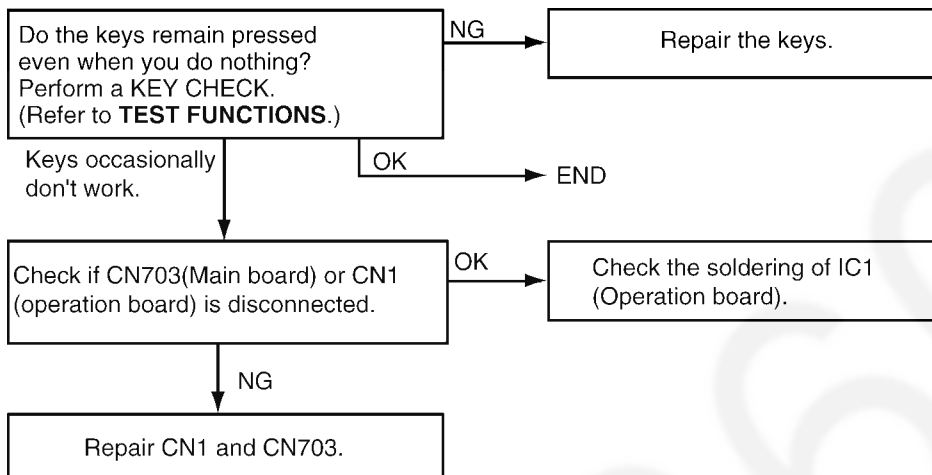 Do the keys remain pressed
even when you do nothing?
Perform a KEY CHECK.
(Refer to TEST FUNCTIONS.)
NG
Repair the keys.
Keys occasionally
don't work.
OK
END
Check if CN703(Main board) or CN1
(operation board) is disconnected.
OK
Check the soldering of IC1
(Operation board).
NG
Repair CN1 and CN703.